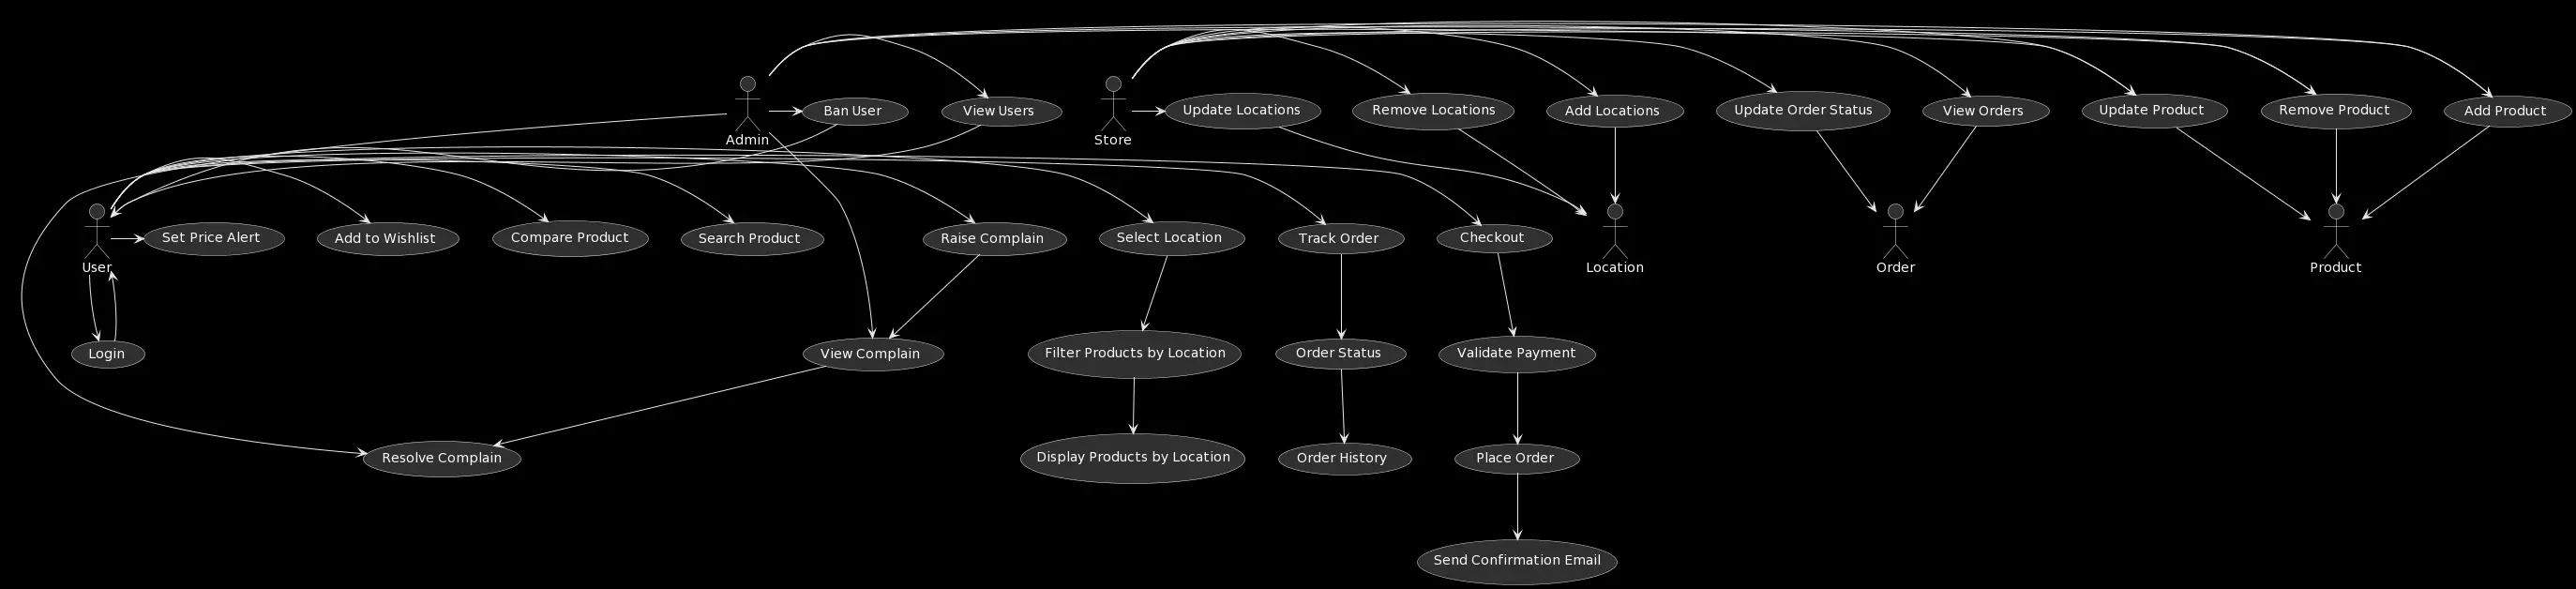 Ban User
View Users
Update Locations
Remove Locations
Add Locations
Update Order Status
View Orders
Update Product
Remove Product
Add Product
Admin
Store
Set Price Alert
Add to Wishlist
Compare Product
Search Product
Raise Complain
Select Location
Track Order
Checkout
User
Location
Order
Product
Login
View Complain
Filter Products by Location
Order Status
Validate Payment
Resolve Complain
Display Products by Location
Order History
Place Order
Send Confirmation Email